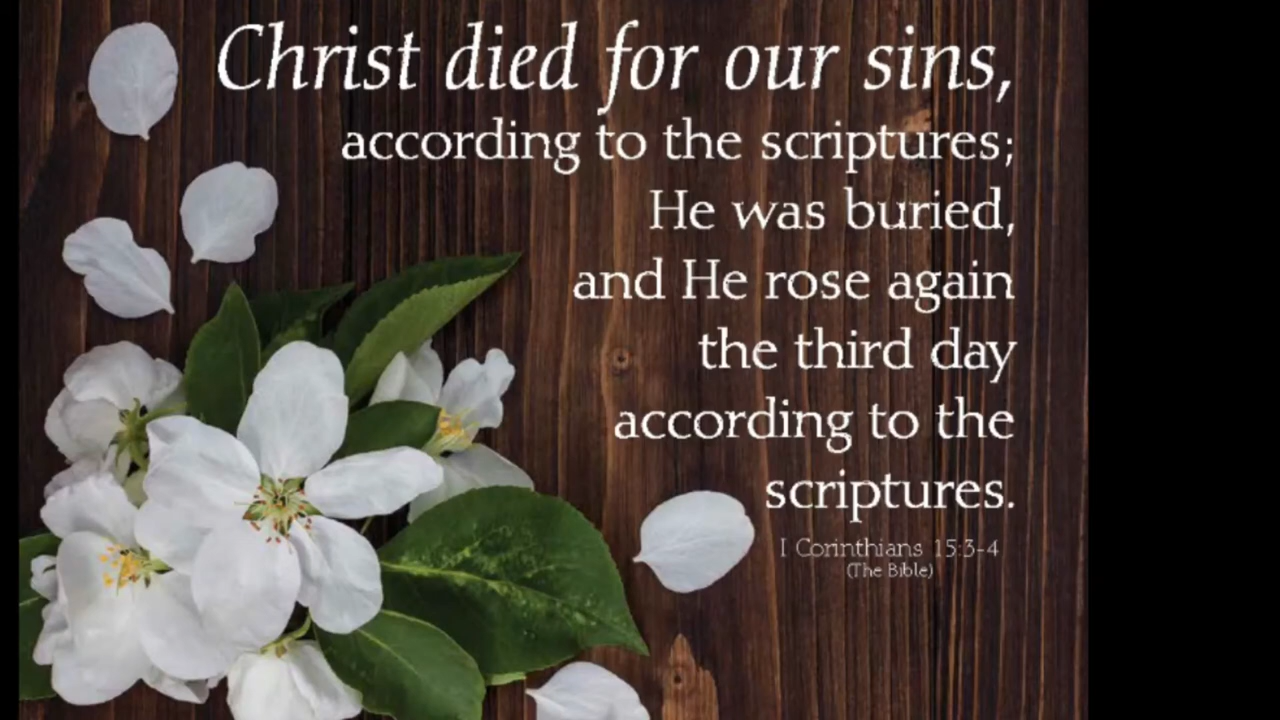 Christ died for our sins,
according to the scriptures;
He was buried,
and He rose again
the third day
according to the
scriptures.
I Corinthians 15:3-4
(The Bible)